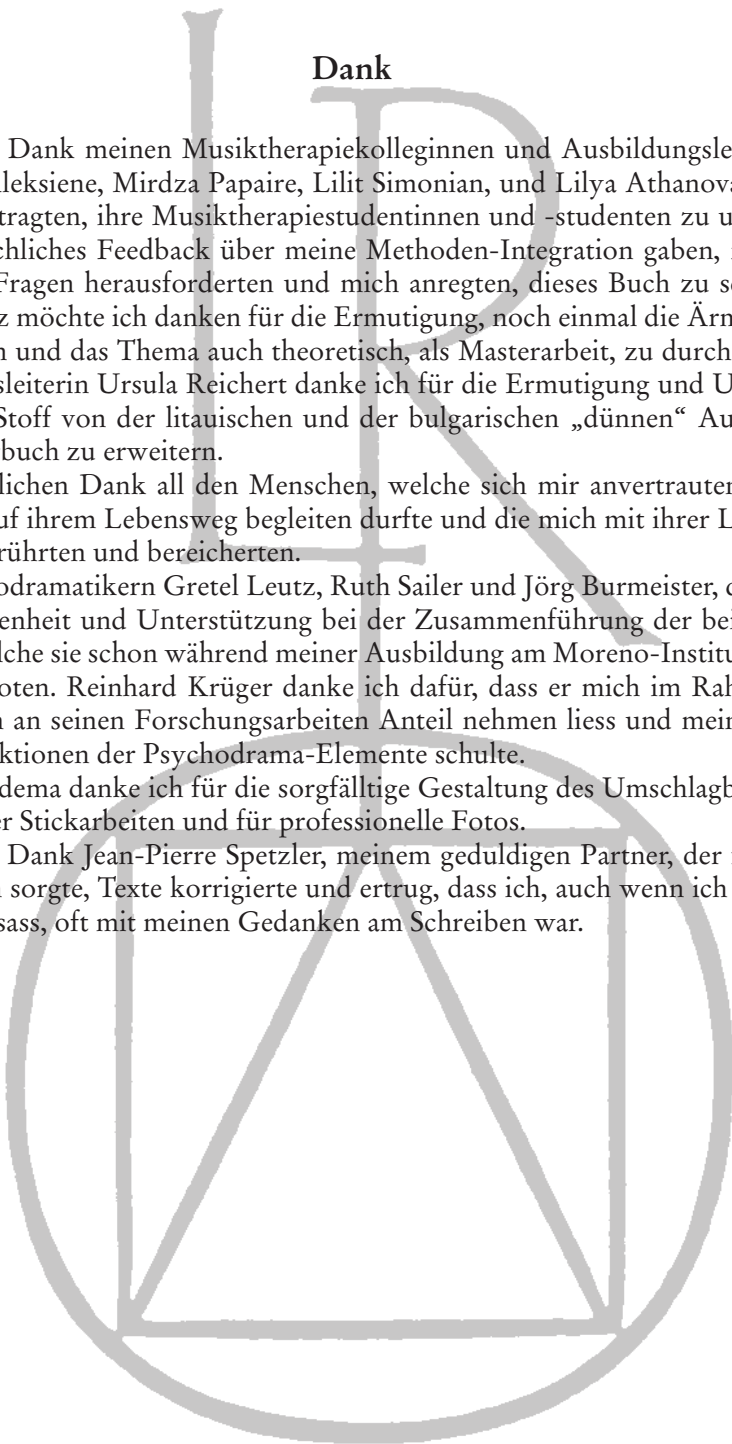 Dank
Dank meinen Musiktherapiekolleginnen und Ausbildungsle
leksiene, Mirdza Papaire, Lilit Simonian, und Lilya Athanova
tragten, ihre Musiktherapiestudentinnen und -studenten zu u
chliches Feedback über meine Methoden-Integration gaben,
Fragen herausforderten und mich anregten, dieses Buch zu s
z möchte ich danken für die Ermutigung, noch einmal die Ärm
n und das Thema auch theoretisch, als Masterarbeit, zu durch
sleiterin Ursula Reichert danke ich für die Ermutigung und U
Stoff von der litauischen und der bulgarischen „dünnen“ Au
buch zu erweitern.
lichen Dank all den Menschen, welche sich mir anvertrauten
uf ihrem Lebensweg begleiten durfte und die mich mit ihrer L
rührten und bereicherten.
odramatikern Gretel Leutz, Ruth Sailer und Jörg Burmeister, d
enheit und Unterstützung bei der Zusammenführung der bei
lche sie schon während meiner Ausbildung am Moreno-Institu
oten. Reinhard Krüger danke ich dafür, dass er mich im Rah
n an seinen Forschungsarbeiten Anteil nehmen liess und mein
ktionen der Psychodrama-Elemente schulte.
dema danke ich für die sorgfältige Gestaltung des Umschlagb
er Stickarbeiten und für professionelle Fotos.
Dank Jean-Pierre Spetzler, meinem geduldigen Partner, der
n sorgte, Texte korrigierte und ertrug, dass ich, auch wenn ich
sass, oft mit meinen Gedanken am Schreiben war.
LR